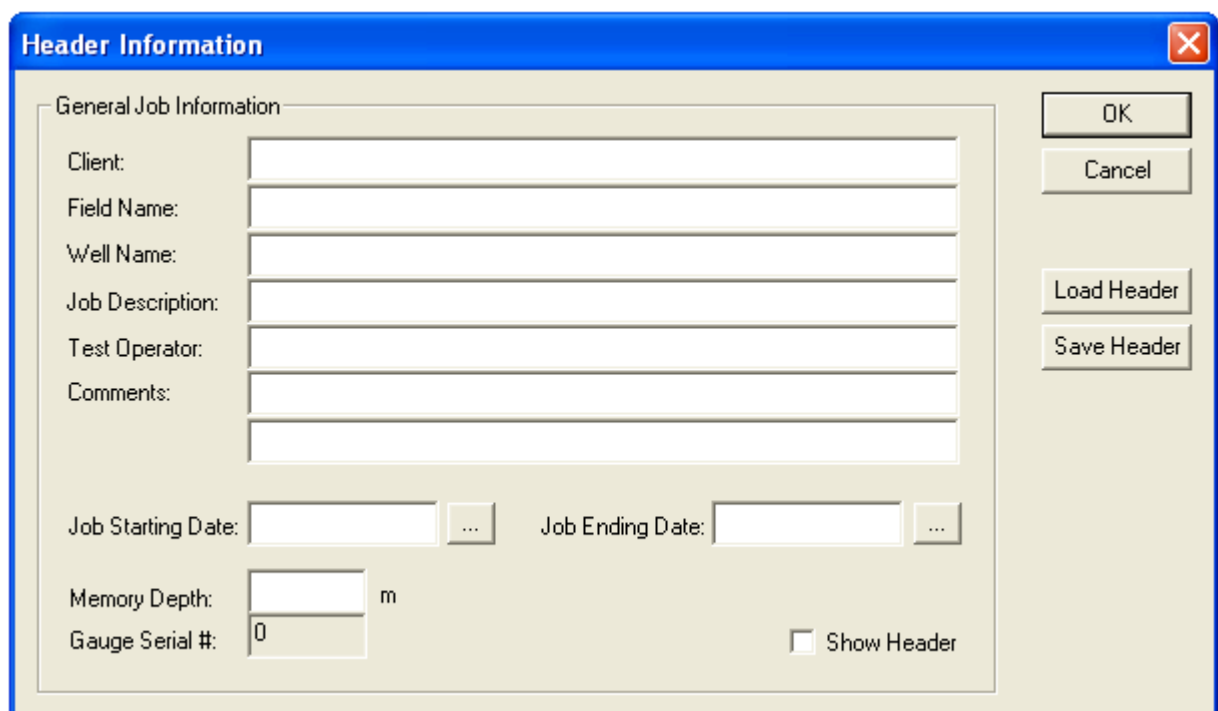 Header Information
General Job Information
OK
Client:
Cancel
Field Name:
Well Name:
Load Header
Job Description:
Save Header
Test Operator:
Comments:
Job Starting Date: ... Job Ending Date: ...
Memory Depth: m
Gauge Serial #: 0 Show Header